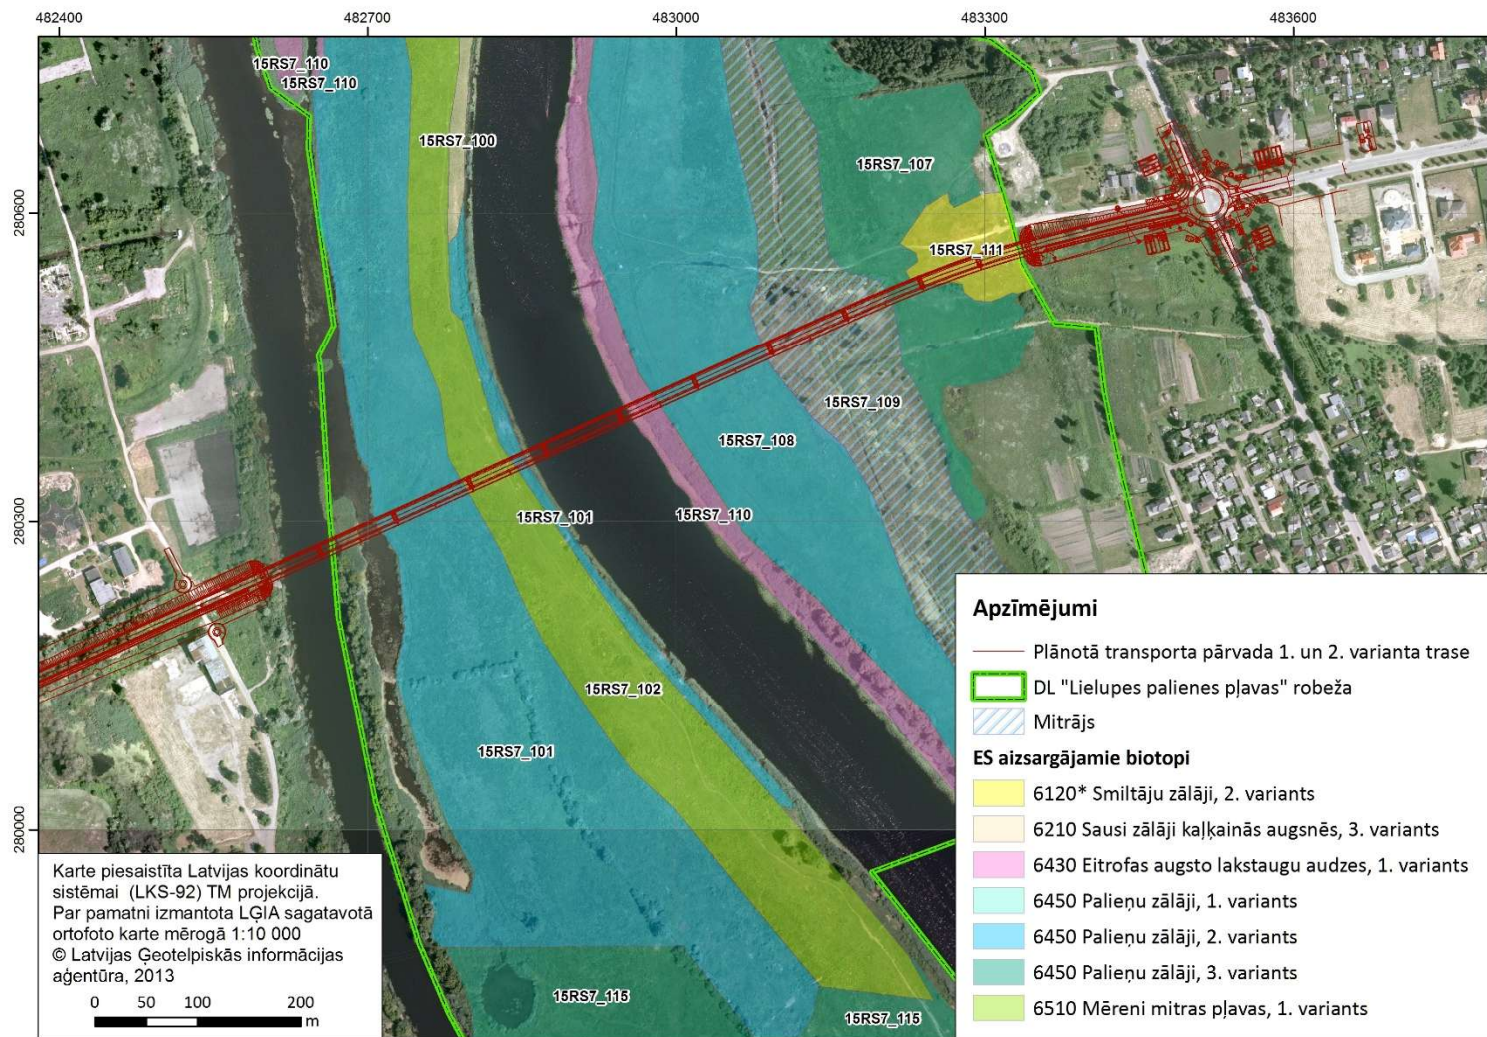 482400
482700
483000
483300
483600
280600
280300
280000
15RS7_110
15RS7_110
15RS7_100
15RS7_107
15RS7_111
15RS7_109
15RS7_108
15RS7_101
15RS7_110
15RS7_102
15RS7_101
15RS7_115
15RS7_115
Karte piesaistīta Latvijas koordinātu
sistēmai (LKS-92) TM projekcijā.
Par pamatni izmantota LĢIA sagatavotā
ortofoto karte mērogā 1:10 000
© Latvijas Ģeotelpiskās informācijas
aģentūra, 2013
0 50 100 200
m
Apzīmējumi
Plānotā transporta pārvada 1. un 2. varianta trase
DL "Lielupes palienes pļavas" robeža
Mitrājs
ES aizsargājamie biotopi
6120* Smiltāju zālāji, 2. variants
6210 Sausi zālāji kaļķainās augsnēs, 3. variants
6430 Eitrofas augsto lakstaugu audzes, 1. variants
6450 Palieņu zālāji, 1. variants
6450 Palieņu zālāji, 2. variants
6450 Palieņu zālāji, 3. variants
6510 Mēreni mitras pļavas, 1. variants